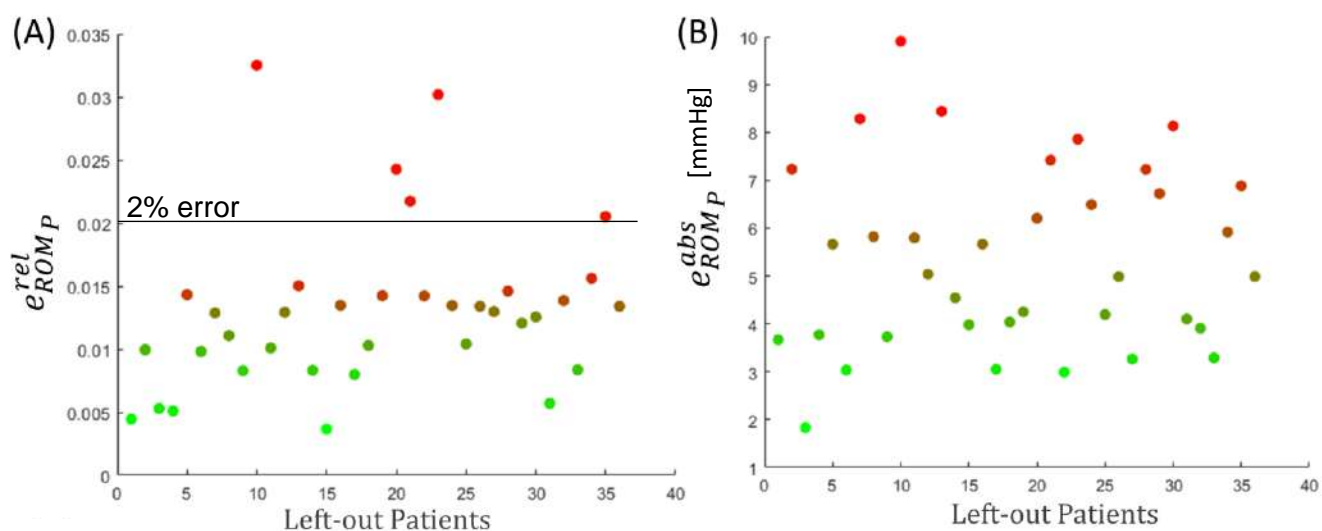 (A)
0.035
0.03
0.025
2% error
0.02
0.015
0.01
0.005
0
e^{rel}_{ROM_P}
0 5 10 15 20 25 30 35 40
Left-out Patients
(B)
10
9
8
7
6
5
4
3
2
1
e^{abs}_{ROM_P} [mmHg]
0 5 10 15 20 25 30 35 40
Left-out Patients